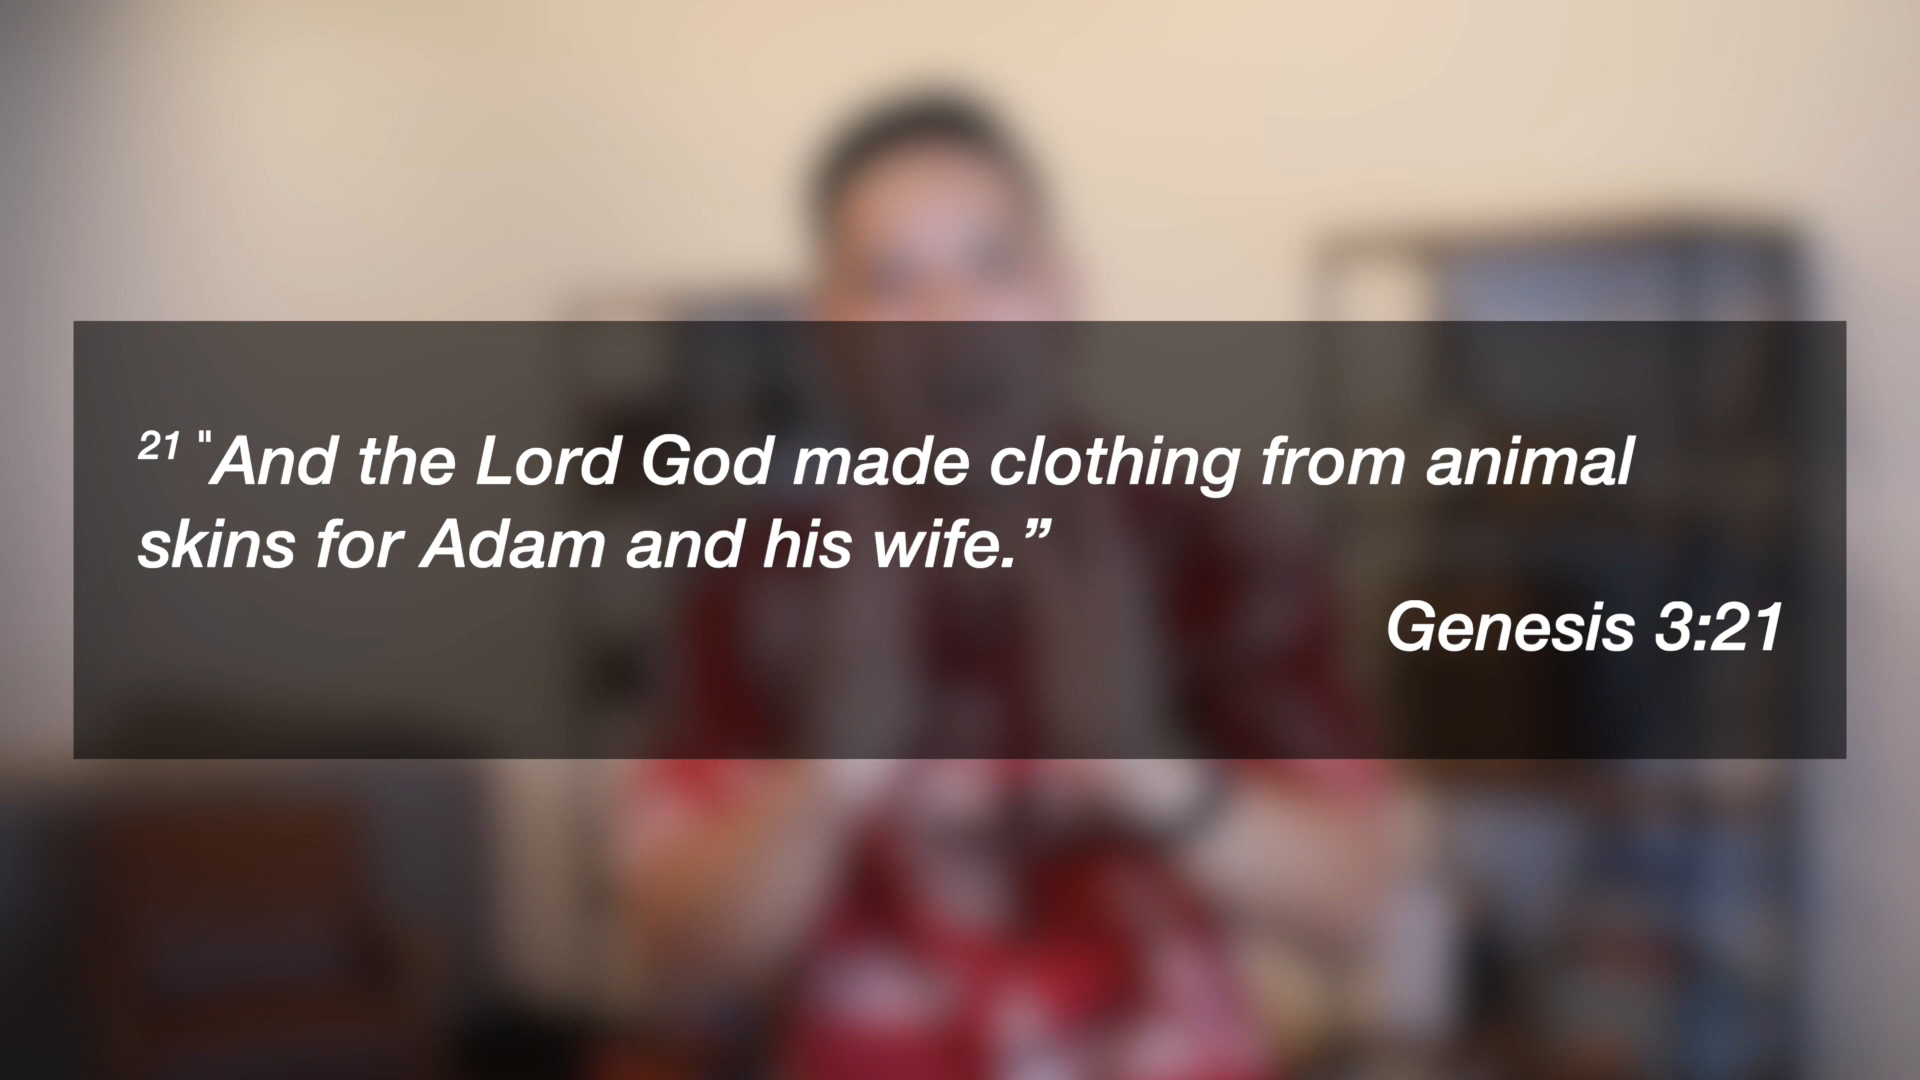 21 "And the Lord God made clothing from animal
skins for Adam and his wife.”
Genesis 3:21